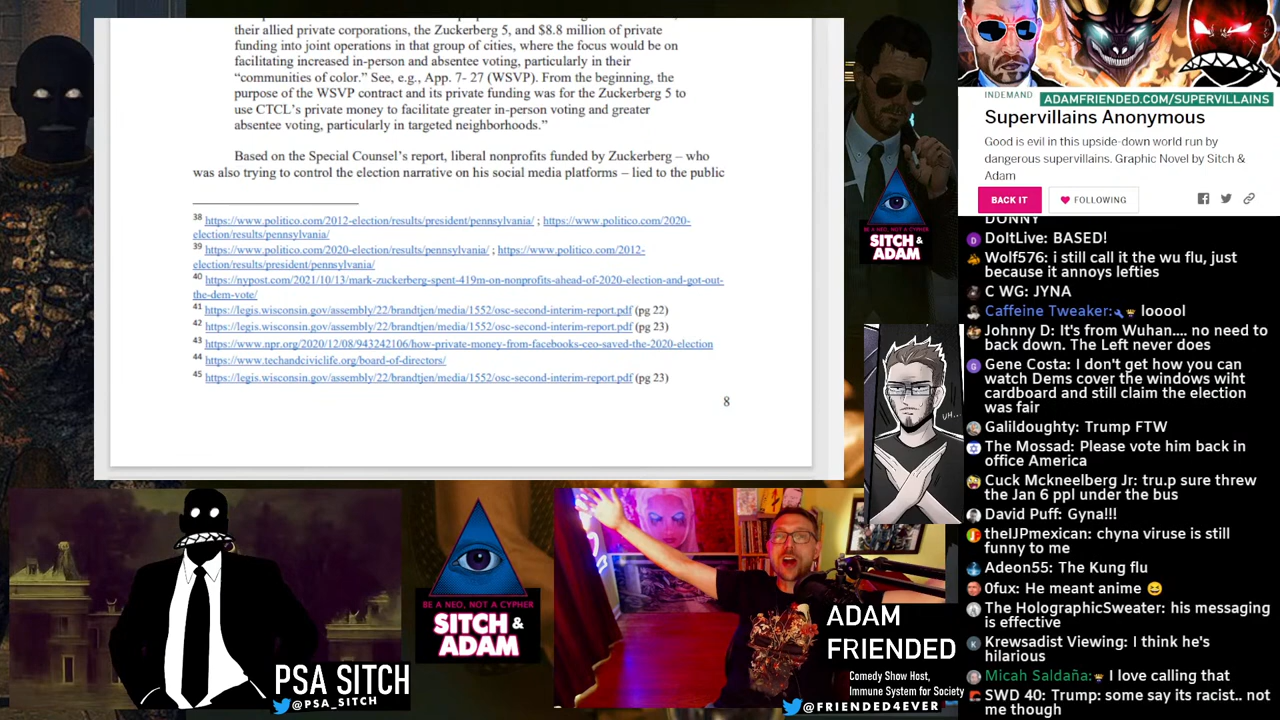 their allied private corporations, the Zuckerberg 5, and $8.8 million of private
funding into joint operations in that group of cities, where the focus would be on
facilitating increased in-person and absentee voting, particularly in their
“communities of color.” See, e.g., App. 7- 27 (WSVP). From the beginning, the
purpose of the WSVP contract and its private funding was for the Zuckerberg 5 to
use CTCL’s private money to facilitate greater in-person voting and greater
absentee voting, particularly in targeted neighborhoods.”
Based on the Special Counsel’s report, liberal nonprofits funded by Zuckerberg – who
was also trying to control the election narrative on his social media platforms – lied to the public
38 https://www.politico.com/2012-election/results/president/pennsylvania/ ; https://www.politico.com/2020-
election/results/pennsylvania/
39 https://www.politico.com/2020-election/results/pennsylvania/ ; https://www.politico.com/2012-
election/results/president/pennsylvania/
40 https://nypost.com/2021/10/13/mark-zuckerberg-spent-419m-on-nonprofits-ahead-of-2020-election-and-got-out-
the-dem-vote/
41 https://legis.wisconsin.gov/assembly/22/brandtjen/media/1552/osc-second-interim-report.pdf (pg 22)
42 https://legis.wisconsin.gov/assembly/22/brandtjen/media/1552/osc-second-interim-report.pdf (pg 23)
43 https://www.npr.org/2020/12/08/943242106/how-private-money-from-facebooks-ceo-saved-the-2020-election
44 https://www.techandciviclife.org/board-of-directors/
45 https://legis.wisconsin.gov/assembly/22/brandtjen/media/1552/osc-second-interim-report.pdf (pg 23)
8
BE A NEO, NOT A CYPHER
SITCH &
ADAM
UH...
INDEMAND
ADAMFRIENDED.COM/SUPERVILLAINS
Supervillains Anonymous
Good is evil in this upside-down world run by
dangerous supervillains. Graphic Novel by Sitch &
Adam
BACK IT
FOLLOWING
DONNY
D DoItLive: BASED!
Wolf576: i still call it the wu flu, just
because it annoys lefties
C WG: JYNA
Caffeine Tweaker: looool
Johnny D: It's from Wuhan.... no need to
back down. The Left never does
G Gene Costa: I don't get how you can
watch Dems cover the windows wiht
cardboard and still claim the election
was fair
Galildoughty: Trump FTW
The Mossad: Please vote him back in
office America
Cuck Mckneelberg Jr: tru.p sure threw
the Jan 6 ppl under the bus
David Puff: Gyna!!!
theIJPmexican: chyna virus is still
funny to me
Adeon55: The Kung flu
0fux: He meant anime 😆
The HolographicSweater: his messaging
is effective
K Krewsadist Viewing: I think he's
hilarious
Micah Saldaña: I love calling that
SWD 40: Trump: some say its racist.. not
me though
PSA SITCH
@PSA_SITCH
BE A NEO, NOT A CYPHER
SITCH &
ADAM
ADAM
FRIENDED
Comedy Show Host,
Immune System for Society
@FRIENDED4EVER